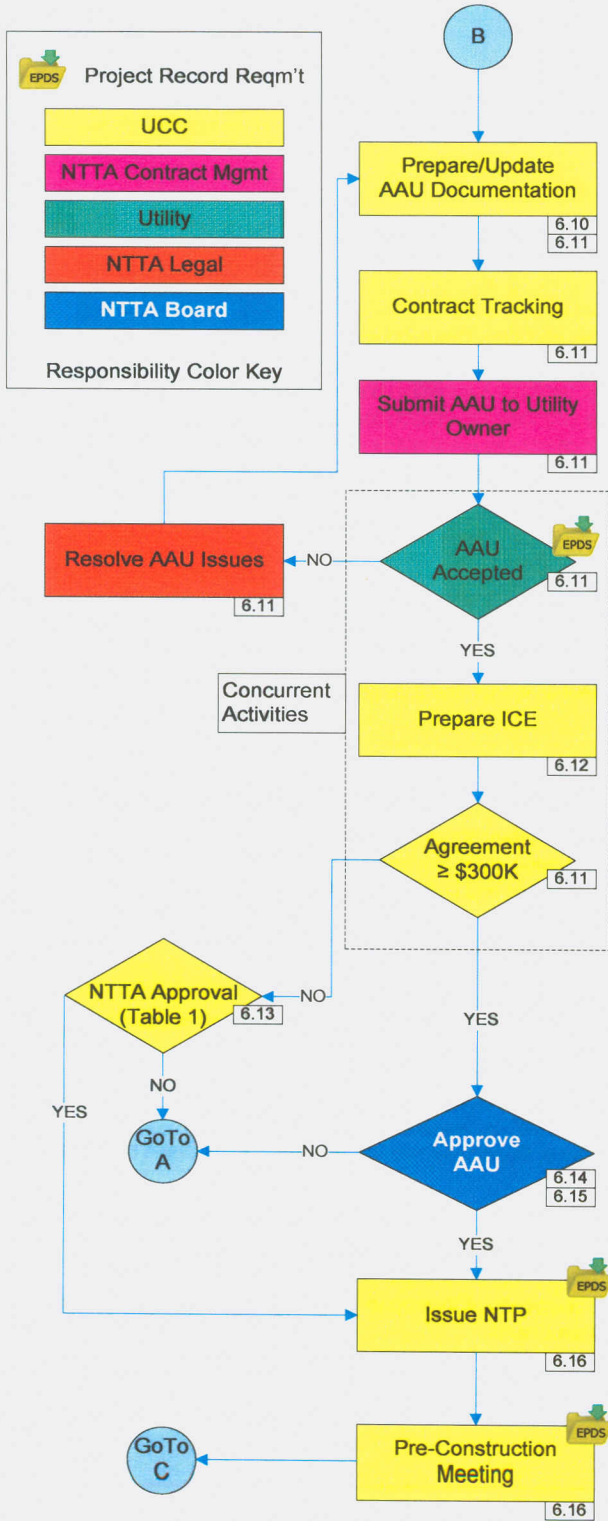 EPDS
Project Record Reqm't
UCC
NTTA Contract Mgmt
Utility
NTTA Legal
NTTA Board
Responsibility Color Key
B
Prepare/Update
AAU Documentation
6.10
6.11
Contract Tracking
6.11
Submit AAU to Utility
Owner
6.11
EPDS
AAU
Accepted
6.11
NO
Resolve AAU Issues
6.11
YES
Concurrent
Activities
Prepare ICE
6.12
Agreement
≥ $300K
6.11
NO
NTTA Approval
(Table 1)
6.13
YES
NO
YES
GoTo
A
NO
Approve
AAU
6.14
6.15
YES
EPDS
Issue NTP
6.16
EPDS
Pre-Construction
Meeting
6.16
GoTo
C